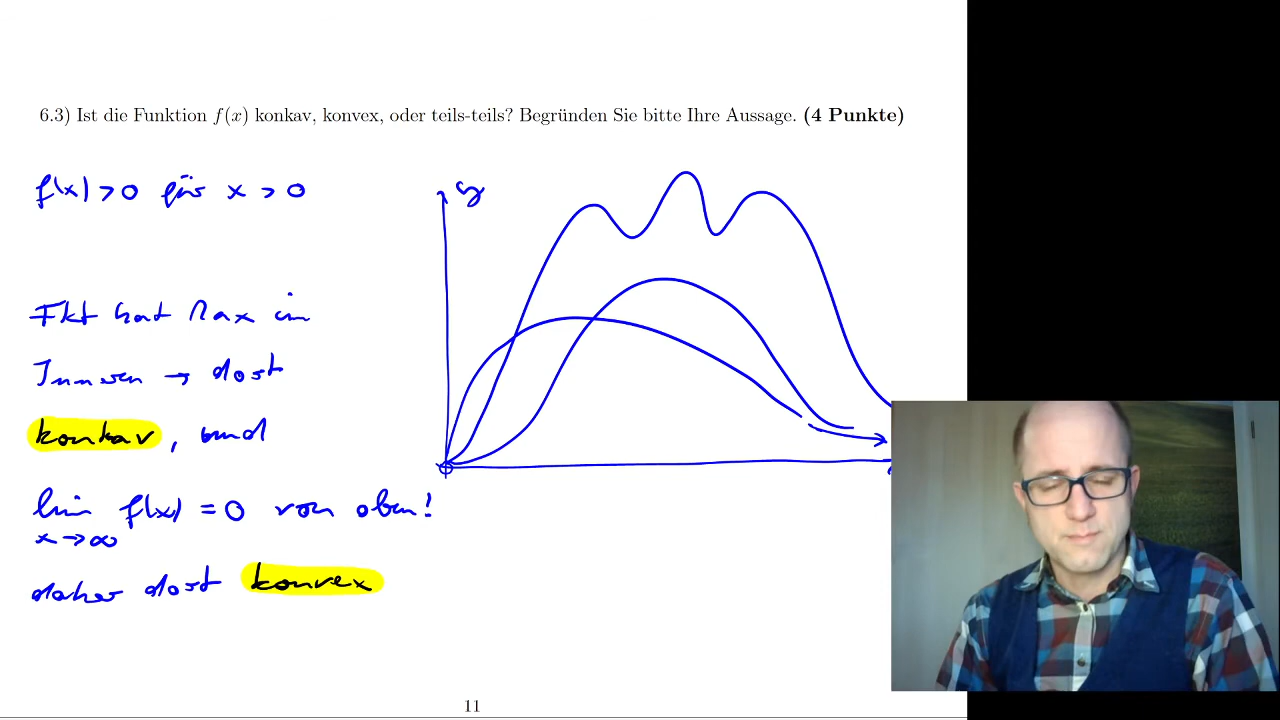 6.3) Ist die Funktion f(x) konkav, konvex, oder teils-teils? Begründen Sie bitte Ihre Aussage. (4 Punkte)
f(x) > 0 für x > 0
y
Fkt hat Max im
Inneren → dort
konkav, und
lim f(x) = 0 von oben!
x→∞
daher dort konvex
11